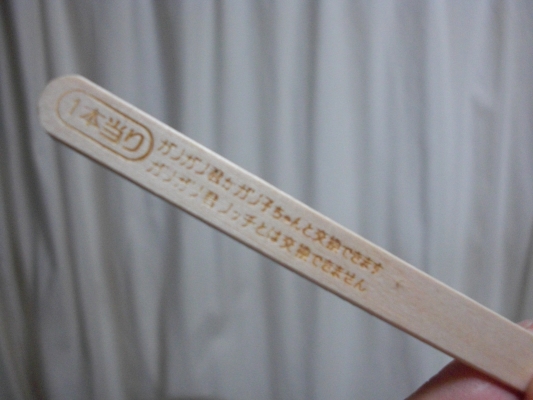 1本当り
ガリガリ君かガリ子ちゃんと交換できます
ガリガリ君リッチとは交換できません